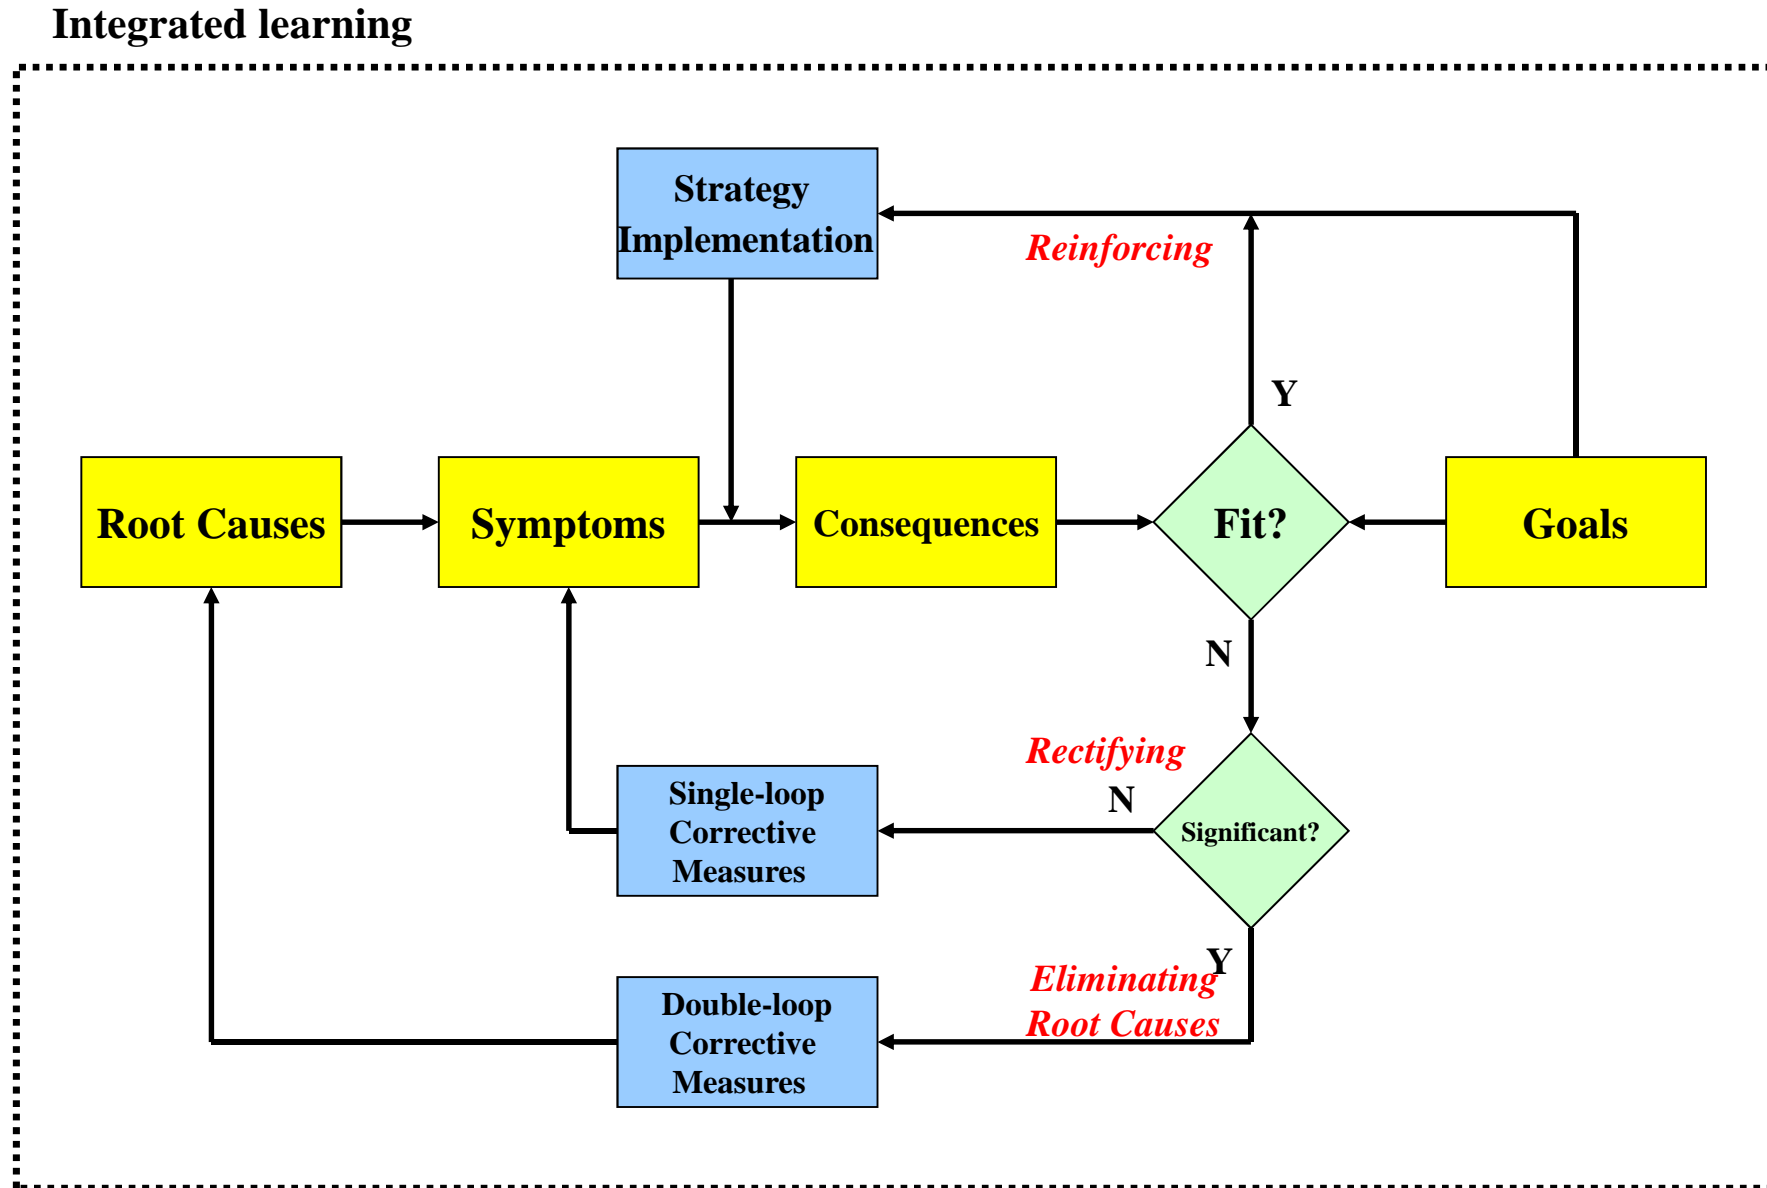 Integrated learning
Strategy
Implementation
Reinforcing
Y
Root Causes
Symptoms
Consequences
Fit?
Goals
N
Rectifying
N
Single-loop
Corrective
Measures
Significant?
Y
Eliminating
Root Causes
Double-loop
Corrective
Measures